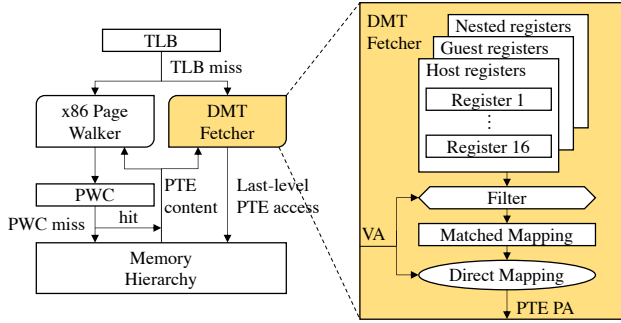 TLB
TLB miss
x86 Page
Walker
DMT
Fetcher
PWC
PTE
content
Last-level
PTE access
PWC miss
hit
Memory
Hierarchy
DMT
Fetcher
Nested registers
Guest registers
Host registers
Register 1
⋮
Register 16
Filter
VA
Matched Mapping
Direct Mapping
PTE PA